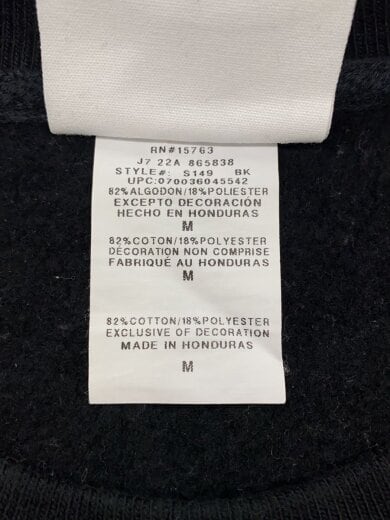 RN#15763
J7 22A 865838
STYLE#: S149 BK
UPC:070036045542
82%ALGODON/18%POLIESTER
EXCEPTO DECORACIÓN
HECHO EN HONDURAS
M
82%COTON/18%POLYESTER
DÉCORATION NON COMPRISE
FABRIQUÉ AU HONDURAS
M
82%COTTON/18%POLYESTER
EXCLUSIVE OF DECORATION
MADE IN HONDURAS
M